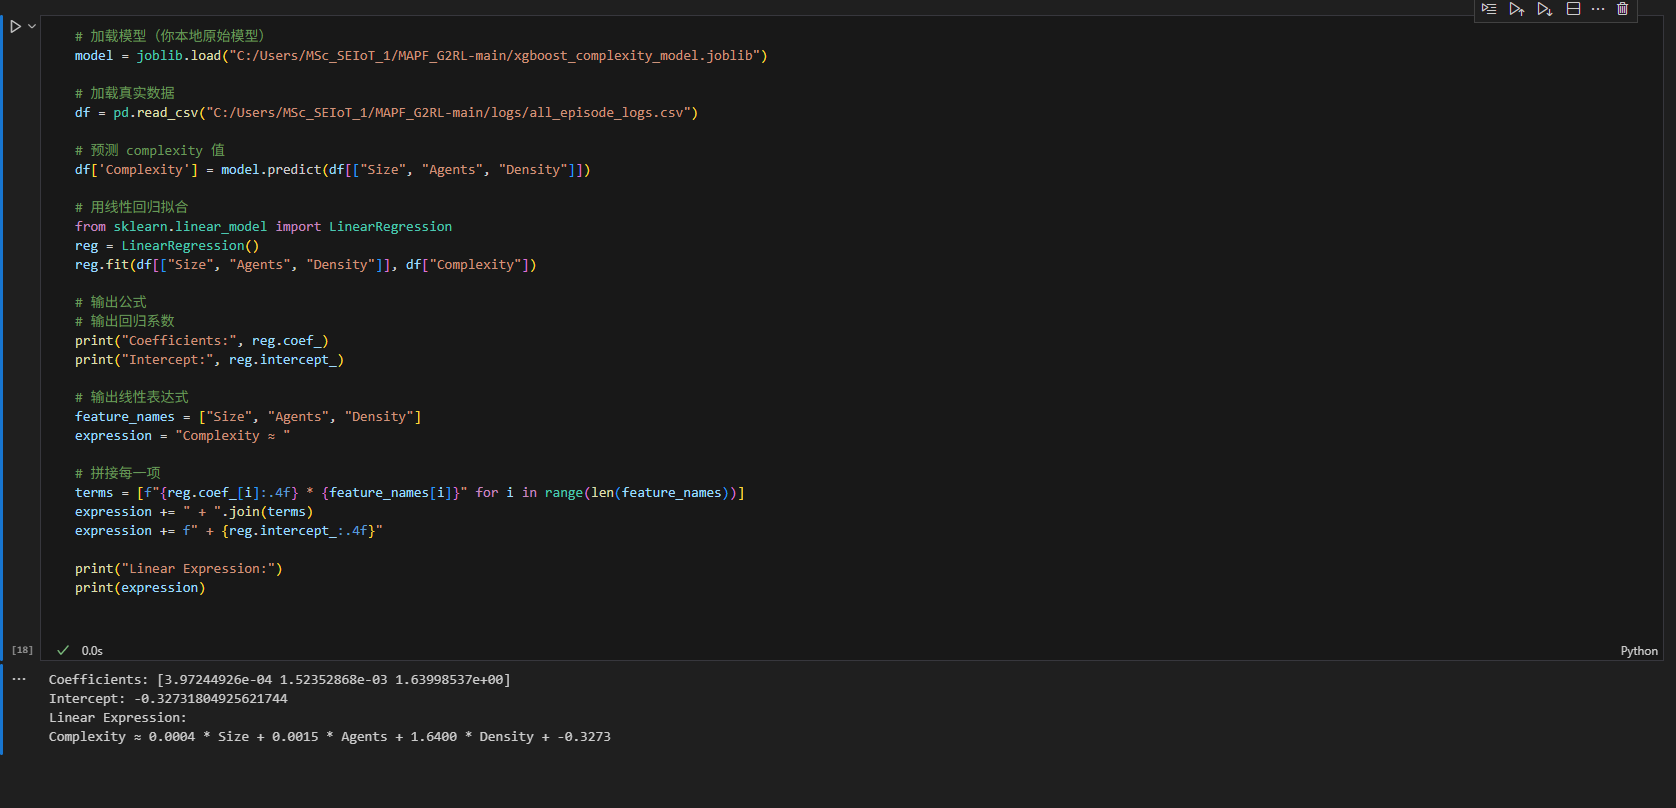 # 加载模型（你本地原始模型）
model = joblib.load("C:/Users/MSc_SEIoT_1/MAPF_G2RL-main/xgboost_complexity_model.joblib")
# 加载真实数据
df = pd.read_csv("C:/Users/MSc_SEIoT_1/MAPF_G2RL-main/logs/all_episode_logs.csv")
# 预测 complexity 值
df['Complexity'] = model.predict(df[["Size", "Agents", "Density"]])
# 用线性回归拟合
from sklearn.linear_model import LinearRegression
reg = LinearRegression()
reg.fit(df[["Size", "Agents", "Density"]], df["Complexity"])
# 输出公式
# 输出回归系数
print("Coefficients:", reg.coef_)
print("Intercept:", reg.intercept_)
# 输出线性表达式
feature_names = ["Size", "Agents", "Density"]
expression = "Complexity ≈ "
# 拼接每一项
terms = [f"{reg.coef_[i]:.4f} * {feature_names[i]}" for i in range(len(feature_names))]
expression += " + ".join(terms)
expression += f" + {reg.intercept_:.4f}"
print("Linear Expression:")
print(expression)
[18] 0.0s Python
Coefficients: [3.97244926e-04 1.52352868e-03 1.63998537e+00]
Intercept: -0.32731804925621744
Linear Expression:
Complexity ≈ 0.0004 * Size + 0.0015 * Agents + 1.6400 * Density + -0.3273